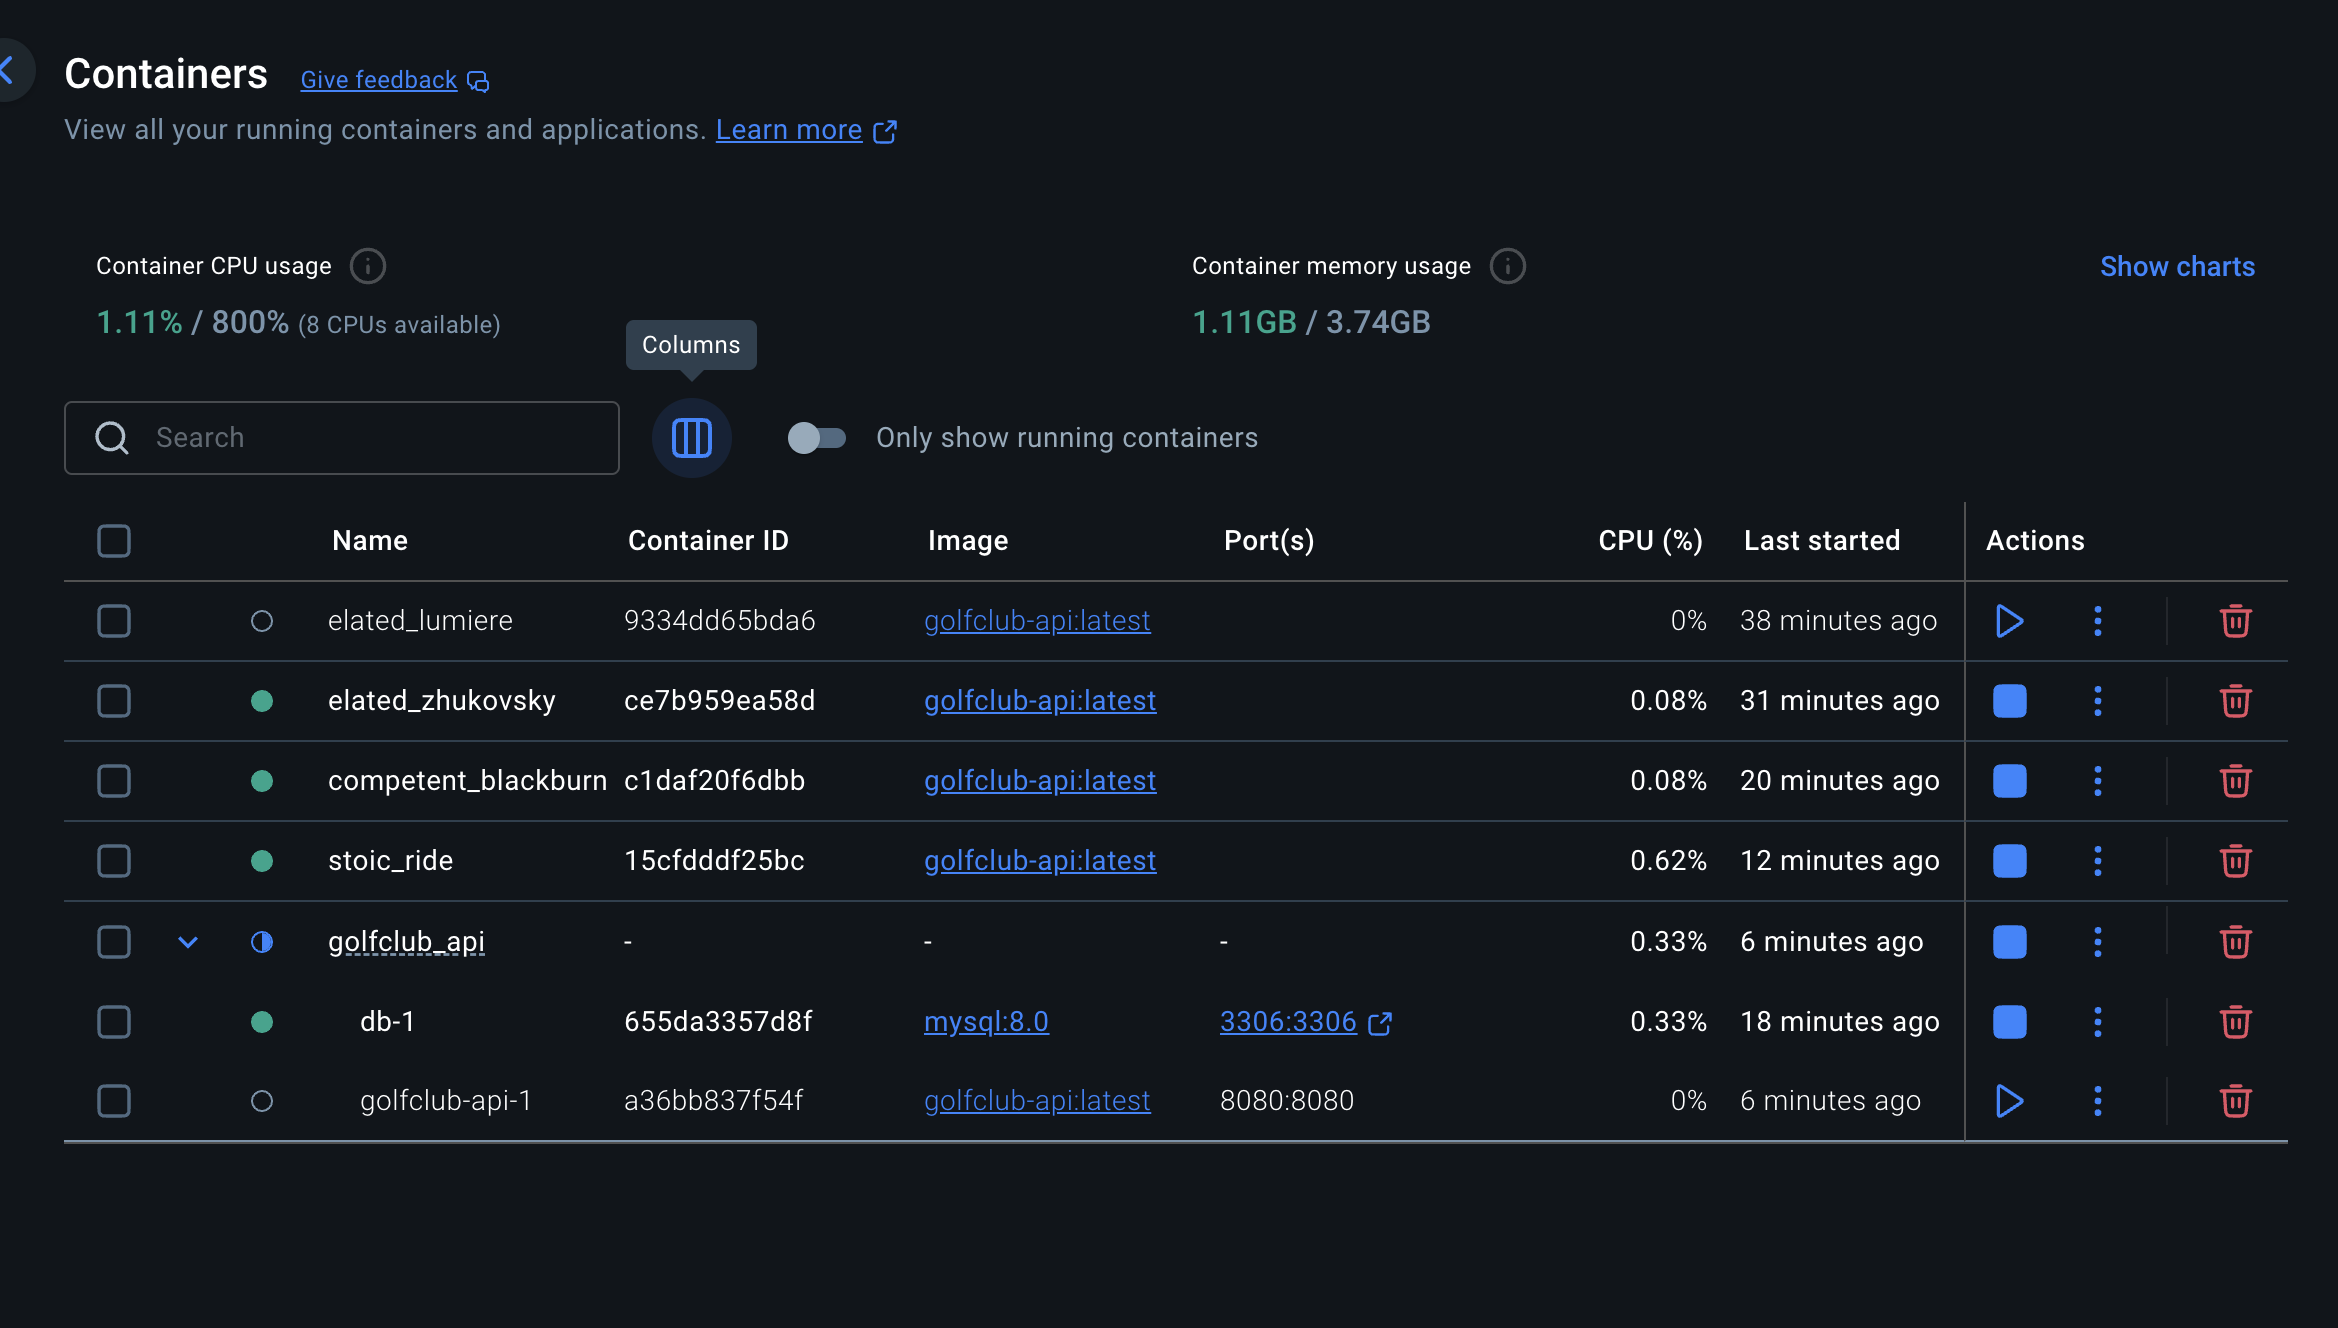 Containers Give feedback
View all your running containers and applications. Learn more
Container CPU usage
1.11% / 800% (8 CPUs available)
Container memory usage
1.11GB / 3.74GB
Show charts
Columns
Search
Only show running containers
Name Container ID Image Port(s) CPU (%) Last started Actions
elated_lumiere 9334dd65bda6 golfclub-api:latest 0% 38 minutes ago
elated_zhukovsky ce7b959ea58d golfclub-api:latest 0.08% 31 minutes ago
competent_blackburn c1daf20f6dbb golfclub-api:latest 0.08% 20 minutes ago
stoic_ride 15cfdddf25bc golfclub-api:latest 0.62% 12 minutes ago
golfclub_api - - - 0.33% 6 minutes ago
db-1 655da3357d8f mysql:8.0 3306:3306 0.33% 18 minutes ago
golfclub-api-1 a36bb837f54f golfclub-api:latest 8080:8080 0% 6 minutes ago